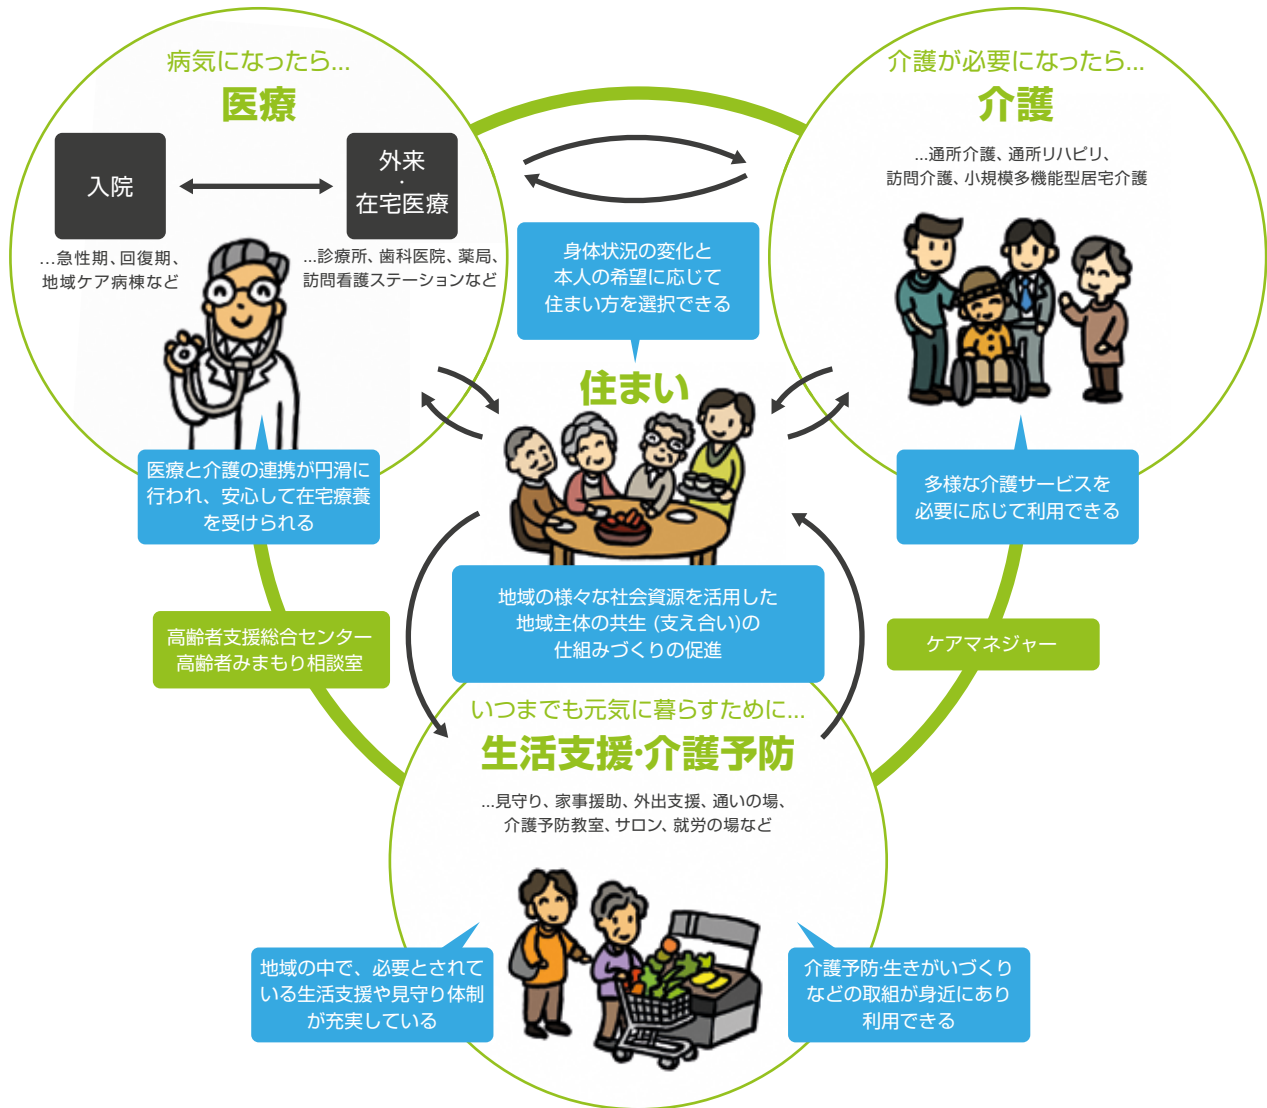 病気になったら...
医療
入院
外来
・
在宅医療
...急性期、回復期、
地域ケア病棟など
...診療所、歯科医院、薬局、
訪問看護ステーションなど
介護が必要になったら...
介護
...通所介護、通所リハビリ、
訪問介護、小規模多機能型居宅介護
身体状況の変化と
本人の希望に応じて
住まい方を選択できる
住まい
医療と介護の連携が円滑に
行われ、安心して在宅療養
を受けられる
多様な介護サービスを
必要に応じて利用できる
地域の様々な社会資源を活用した
地域主体の共生 (支え合い)の
仕組みづくりの促進
高齢者支援総合センター
高齢者みまもり相談室
ケアマネジャー
いつまでも元気に暮らすために...
生活支援・介護予防
...見守り、家事援助、外出支援、通いの場、
介護予防教室、サロン、就労の場など
地域の中で、必要とされて
いる生活支援や見守り体制
が充実している
介護予防・生きがいづくり
などの取組が身近にあり
利用できる